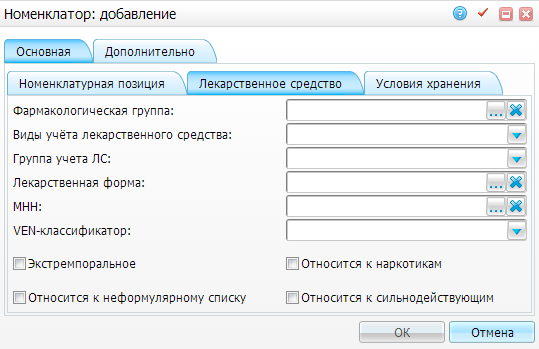 Номенклатор: добавление
Основная Дополнительно
Номенклатурная позиция Лекарственное средство Условия хранения
Фармакологическая группа:
Виды учёта лекарственного средства:
Группа учета ЛС:
Лекарственная форма:
МНН:
VEN-классификатор:
Экстремпоральное Относится к наркотикам
Относится к неформулярному списку Относится к сильнодействующим
ОК Отмена